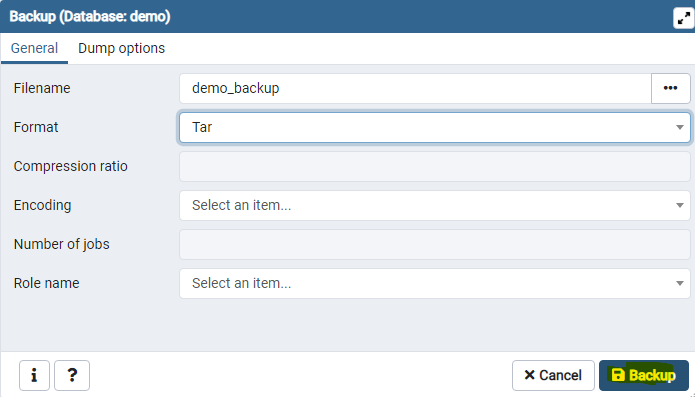 Backup (Database: demo)
General Dump options
Filename demo_backup •••
Format Tar
Compression ratio
Encoding Select an item...
Number of jobs
Role name Select an item...
i ? × Cancel Backup